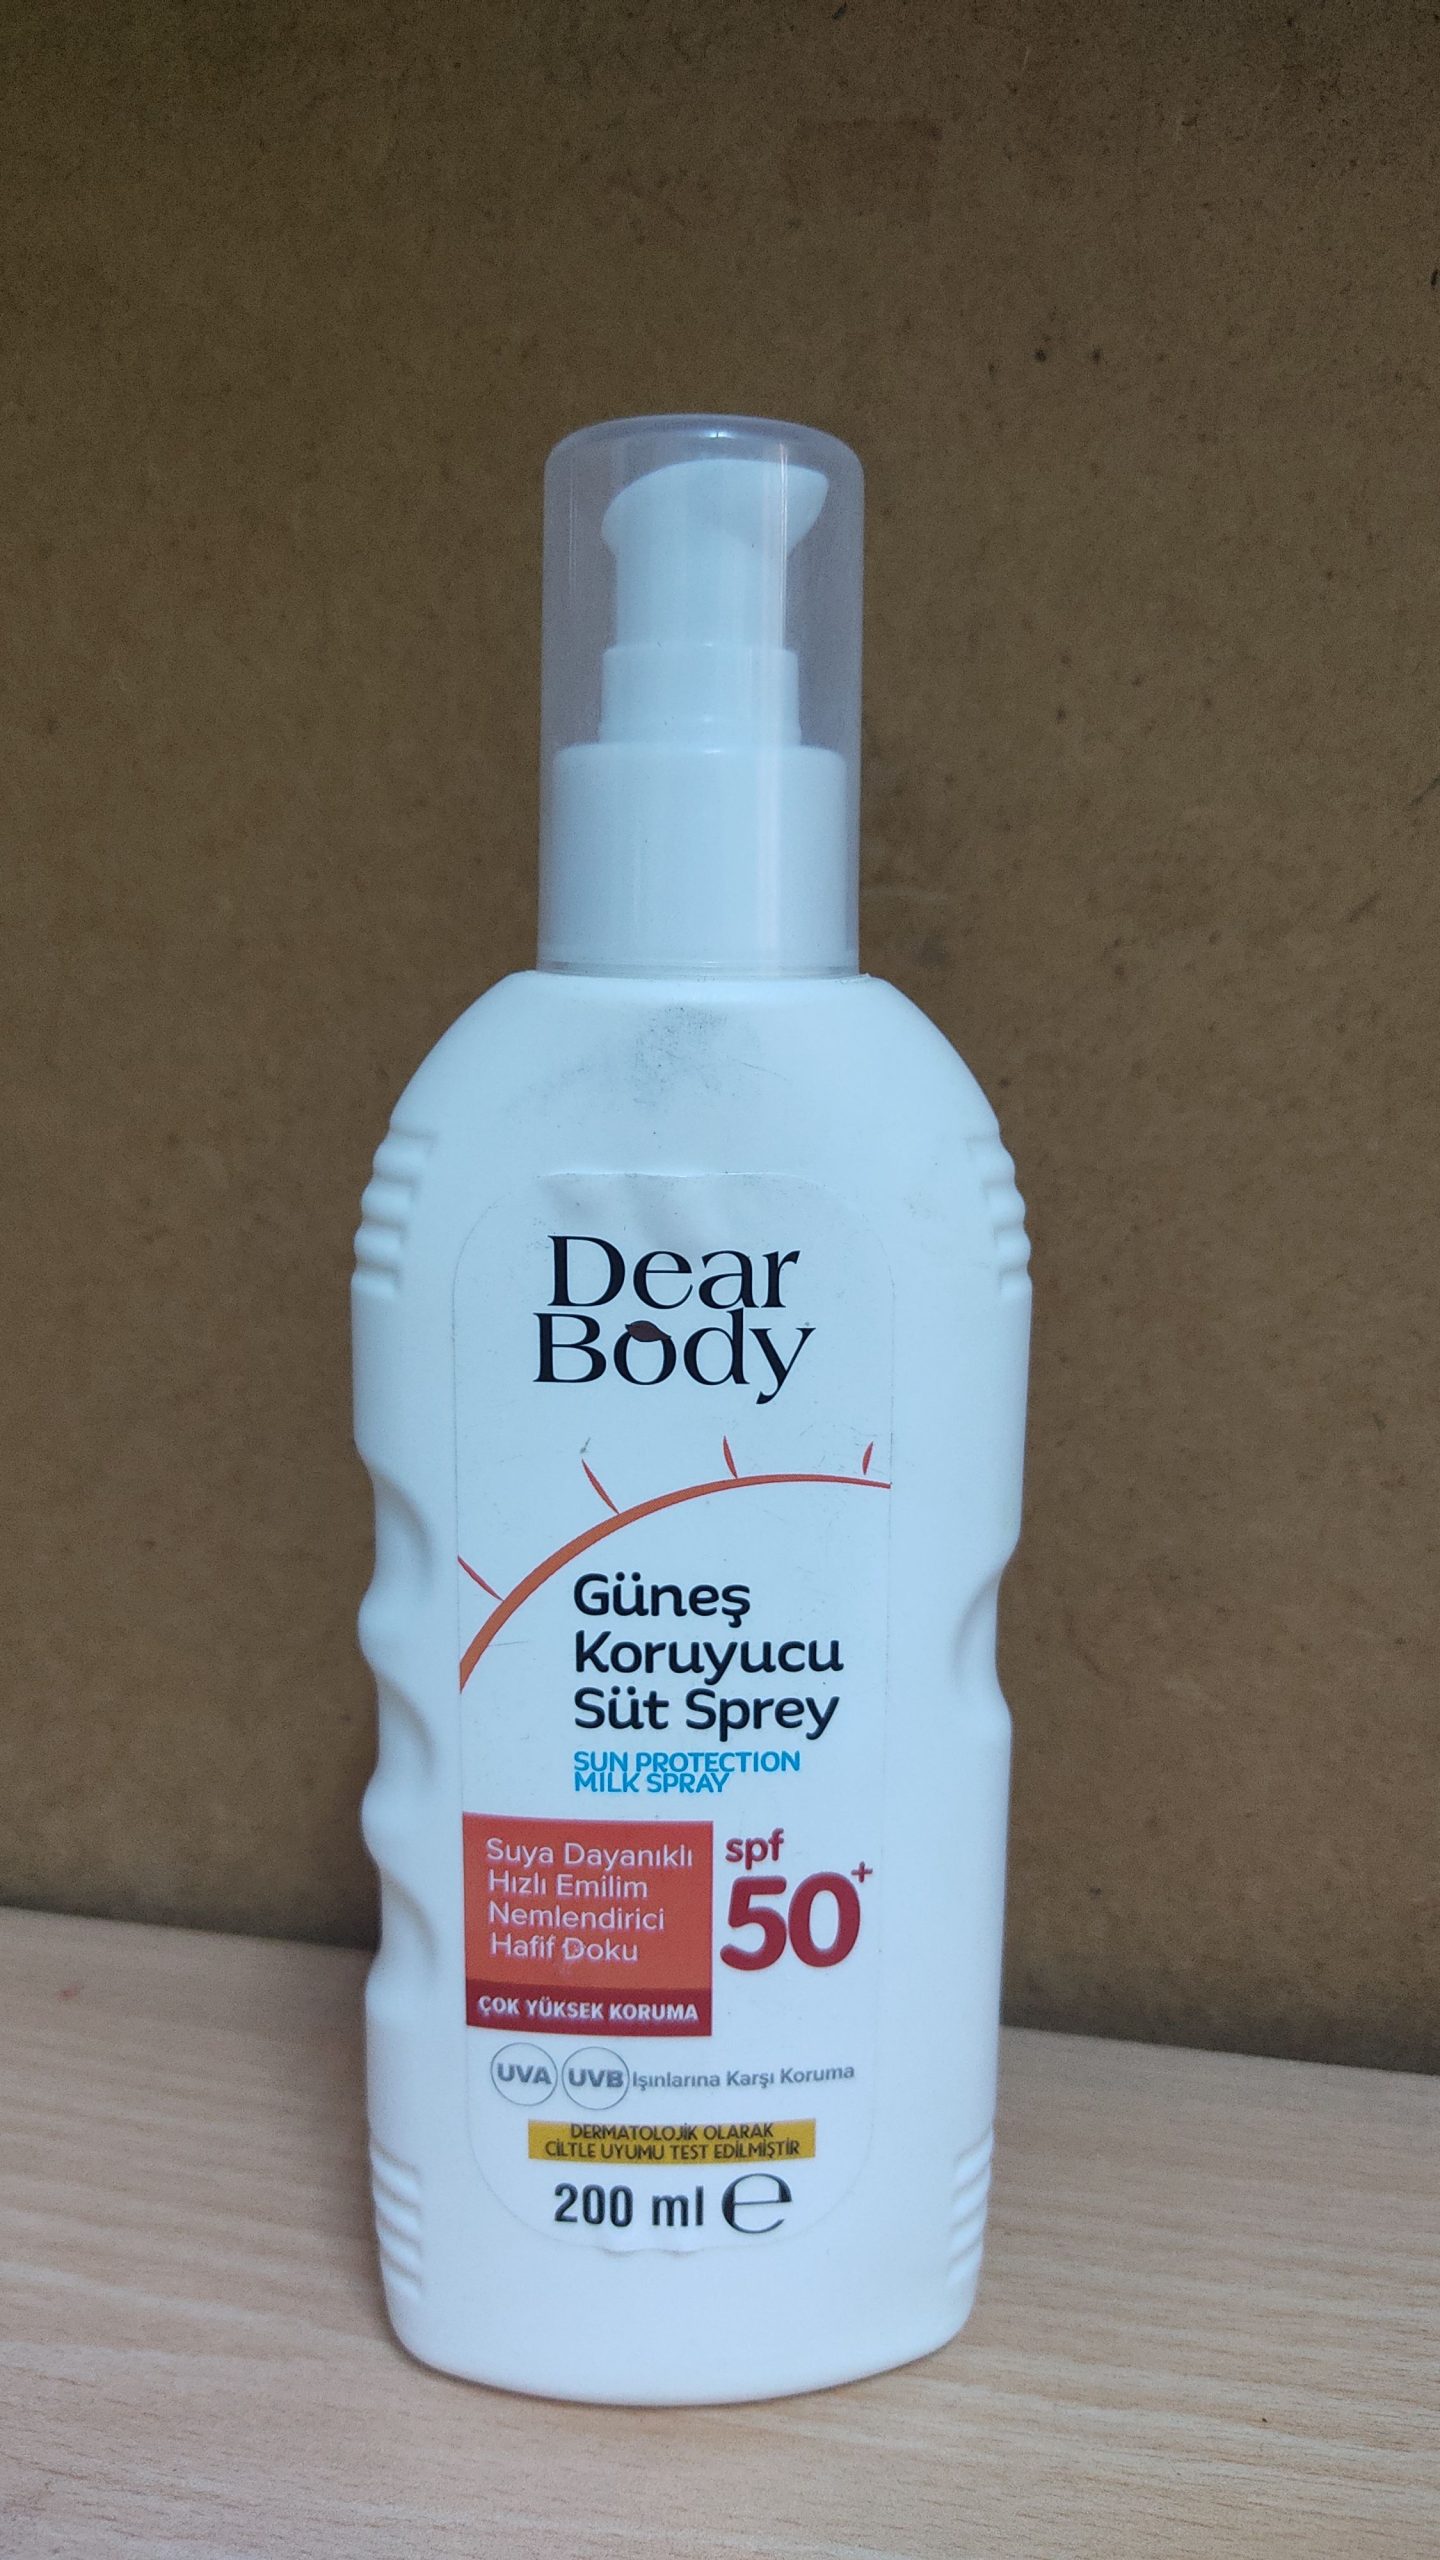 Dear
Body
Güneş
Koruyucu
Süt Sprey
SUN PROTECTION
MILK SPRAY
Suya Dayanıklı
Hızlı Emilim
Nemlendirici
Hafif Doku
ÇOK YÜKSEK KORUMA
spf
50+
UVA UVB Işınlarına Karşı Koruma
DERMATOLOJİK OLARAK
CİLTLE UYUMU TEST EDİLMİŞTİR
200 ml ℮